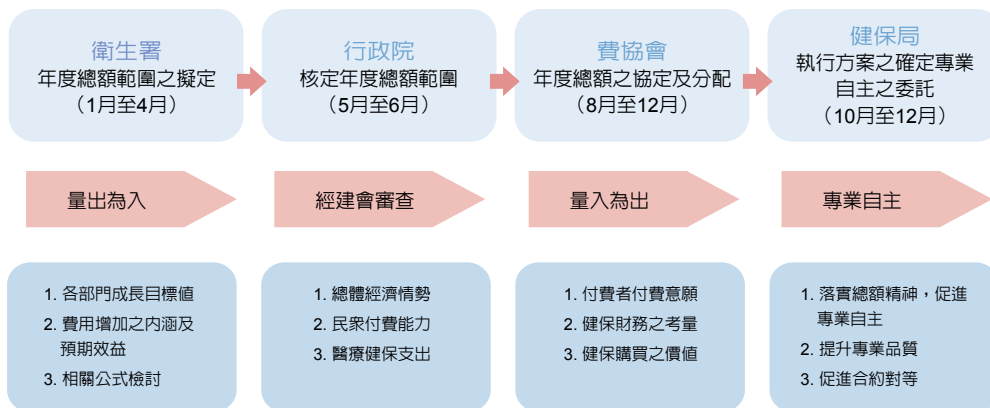 衛生署
年度總額範圍之擬定
（1月至4月）
行政院
核定年度總額範圍
（5月至6月）
費協會
年度總額之協定及分配
（8月至12月）
健保局
執行方案之確定專業
自主之委託
（10月至12月）
量出為入
經建會審查
量入為出
專業自主
1. 各部門成長目標值
2. 費用增加之內涵及
預期效益
3. 相關公式檢討
1. 總體經濟情勢
2. 民眾付費能力
3. 醫療健保支出
1. 付費者付費意願
2. 健保財務之考量
3. 健保購買之價值
1. 落實總額精神，促進
專業自主
2. 提升專業品質
3. 促進合約對等